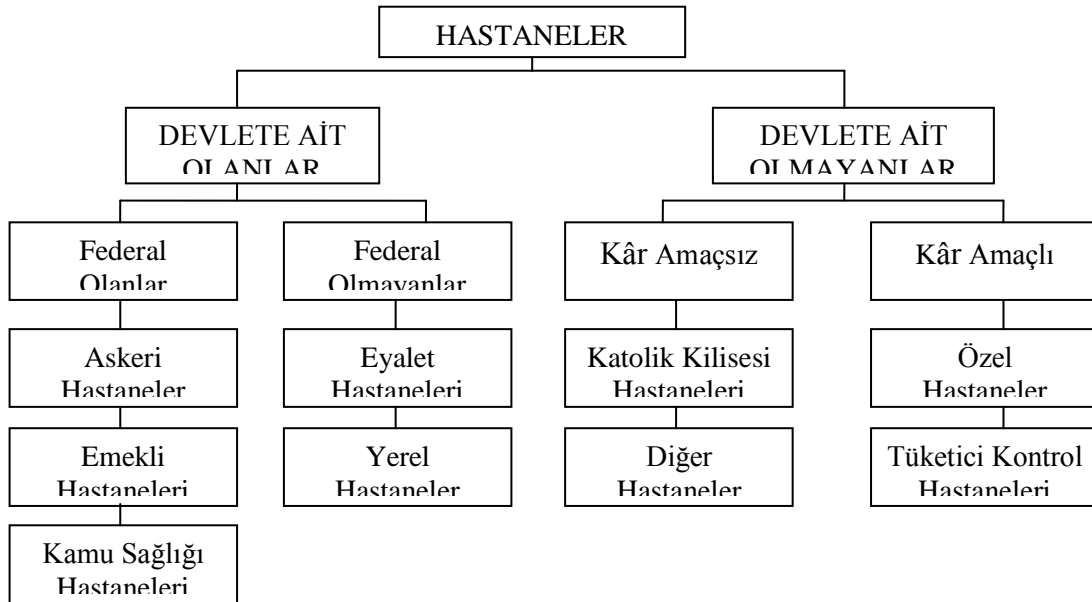 HASTANELER
DEVLETE AİT
OLANLAR
DEVLETE AİT
OLMAYANLAR
Federal
Olanlar
Federal
Olmayanlar
Kâr Amaçsız
Kâr Amaçlı
Askeri
Hastaneler
Eyalet
Hastaneleri
Katolik Kilisesi
Hastaneleri
Özel
Hastaneler
Emekli
Hastaneleri
Yerel
Hastaneler
Diğer
Hastaneler
Tüketici Kontrol
Hastaneleri
Kamu Sağlığı
Hastaneleri